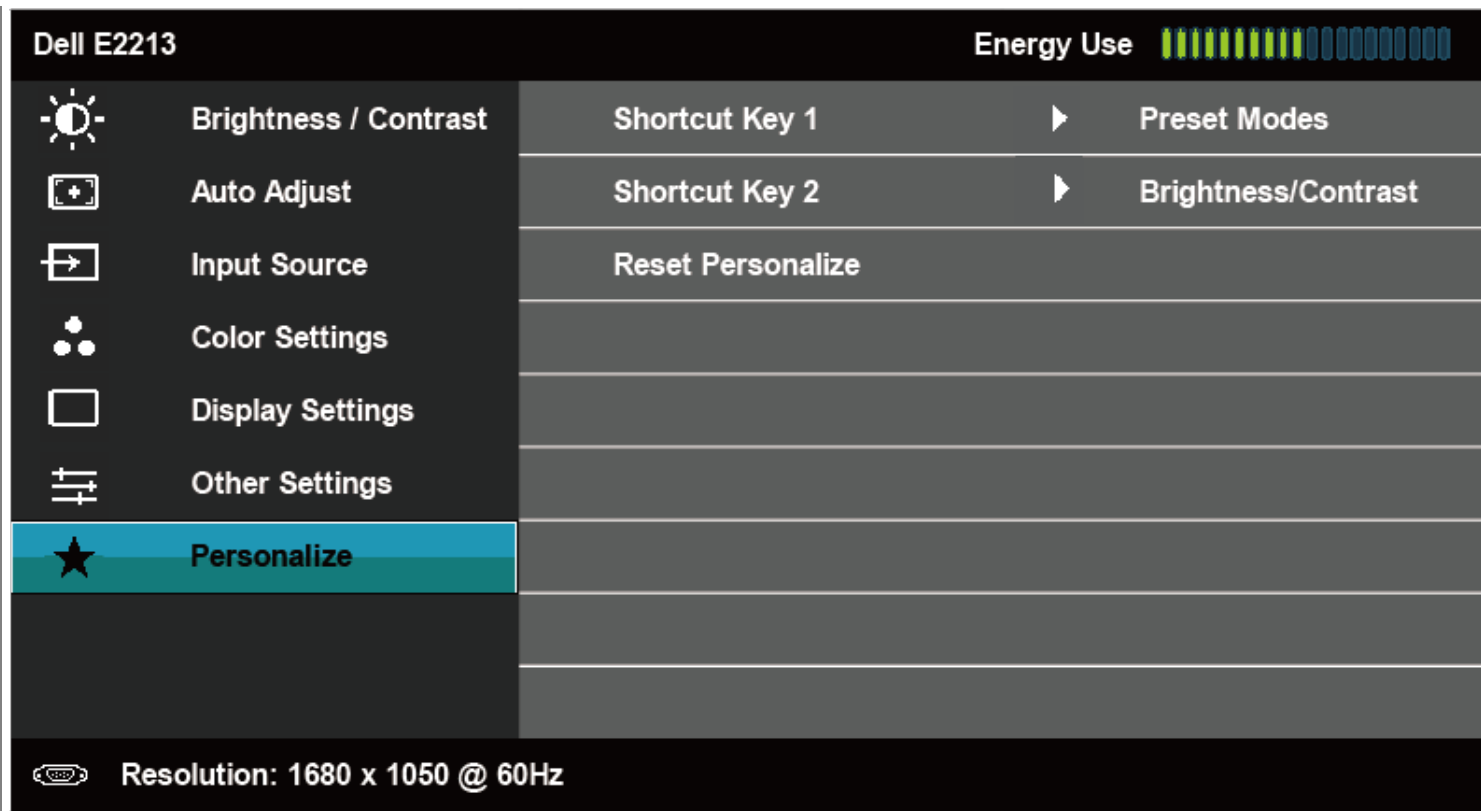 Dell E2213 Energy Use
Brightness / Contrast Shortcut Key 1 Preset Modes
Auto Adjust Shortcut Key 2 Brightness/Contrast
Input Source Reset Personalize
Color Settings
Display Settings
Other Settings
Personalize
Resolution: 1680 x 1050 @ 60Hz